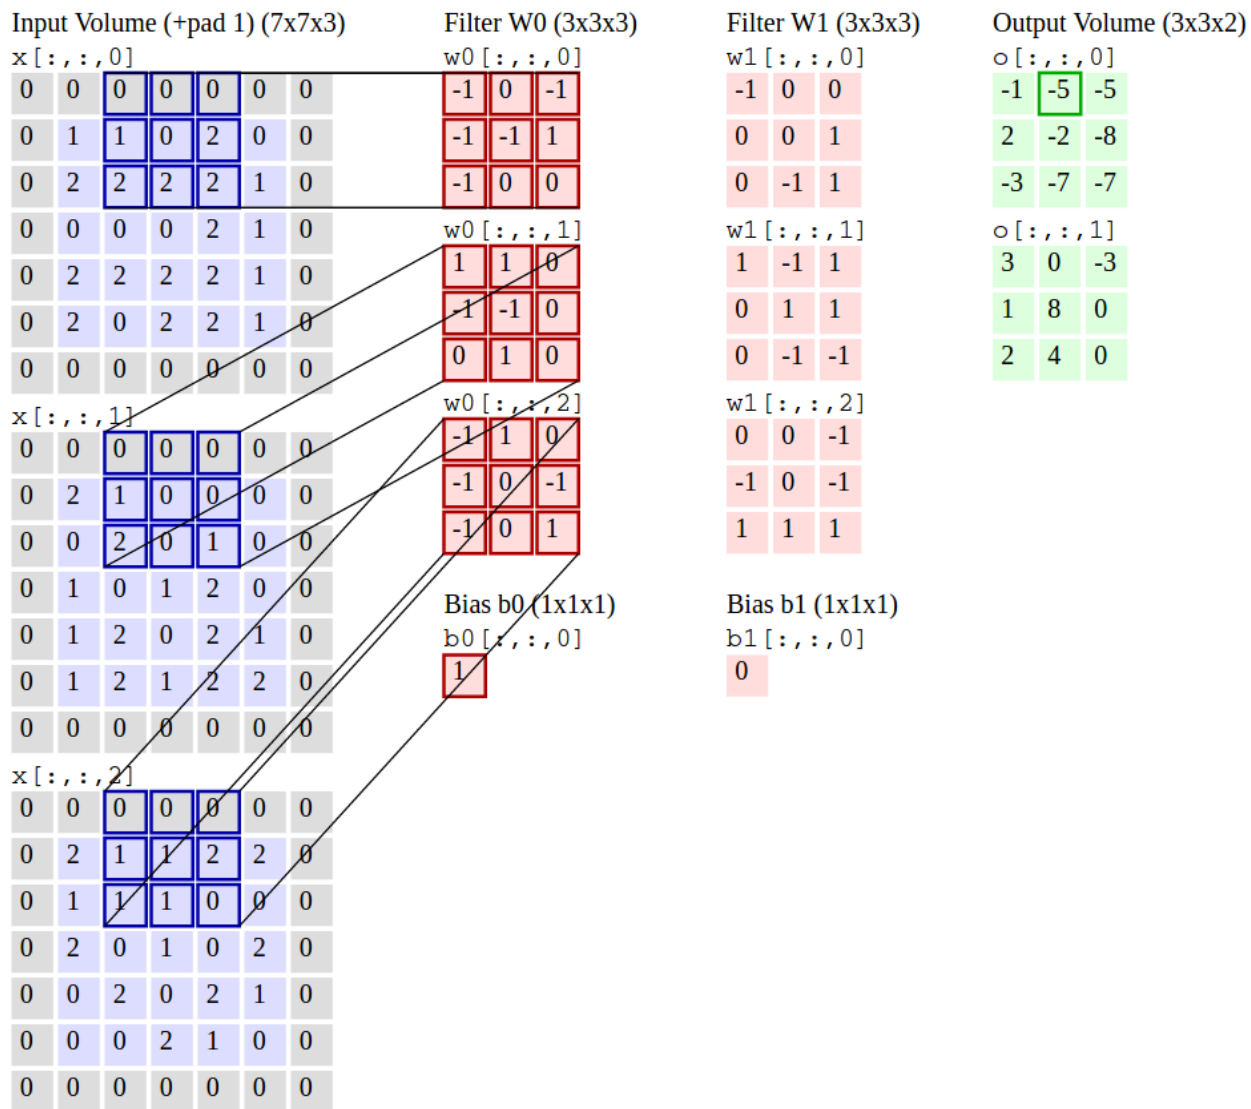 Input Volume (+pad 1) (7x7x3)
x[:,:,0]
0 0 0 0 0 0 0
0 1 1 0 2 0 0
0 2 2 2 2 1 0
0 0 0 0 2 1 0
0 2 2 2 2 1 0
0 2 0 2 2 1 0
0 0 0 0 0 0 0
x[:,:,1]
0 0 0 0 0 0 0
0 2 1 0 0 0 0
0 0 2 0 1 0 0
0 1 0 1 2 0 0
0 1 2 0 2 1 0
0 1 2 1 2 2 0
0 0 0 0 0 0 0
x[:,:,2]
0 0 0 0 0 0 0
0 2 1 1 2 2 0
0 1 1 1 0 0 0
0 2 0 1 0 2 0
0 0 2 0 2 1 0
0 0 0 2 1 0 0
0 0 0 0 0 0 0
Filter W0 (3x3x3)
w0[:,:,0]
-1 0 -1
-1 -1 1
-1 0 0
w0[:,:,1]
1 1 0
-1 -1 0
0 1 0
w0[:,:,2]
-1 1 0
-1 0 -1
-1 0 1
Bias b0 (1x1x1)
b0[:,:,0]
1
Filter W1 (3x3x3)
w1[:,:,0]
-1 0 0
0 0 1
0 -1 1
w1[:,:,1]
1 -1 1
0 1 1
0 -1 -1
w1[:,:,2]
0 0 -1
-1 0 -1
1 1 1
Bias b1 (1x1x1)
b1[:,:,0]
0
Output Volume (3x3x2)
o[:,:,0]
-1 -5 -5
2 -2 -8
-3 -7 -7
o[:,:,1]
3 0 -3
1 8 0
2 4 0